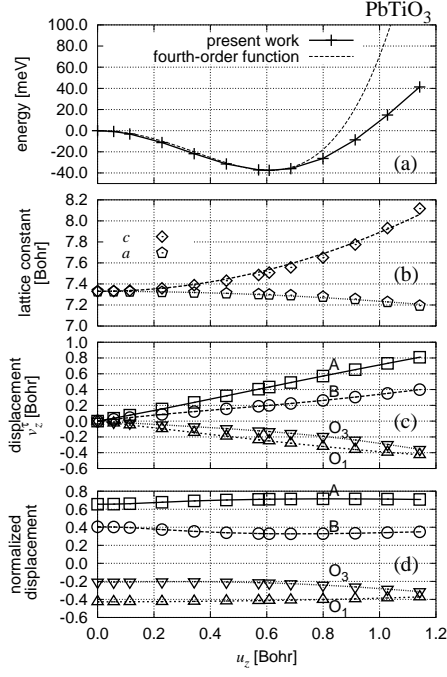 PbTiO3
100.0
80.0
60.0
40.0
20.0
0.0
-20.0
-40.0
energy [meV]
present work
fourth-order function
(a)
8.2
8.0
7.8
7.6
7.4
7.2
7.0
lattice constant
[Bohr]
c
a
(b)
1.0
0.8
0.6
0.4
0.2
0.0
-0.2
-0.4
-0.6
displacement
v_z^τ [Bohr]
A
B
O3
O1
(c)
0.8
0.6
0.4
0.2
0.0
-0.2
-0.4
-0.6
normalized
displacement
A
B
O3
O1
(d)
0.0 0.2 0.4 0.6 0.8 1.0 1.2
u_z [Bohr]